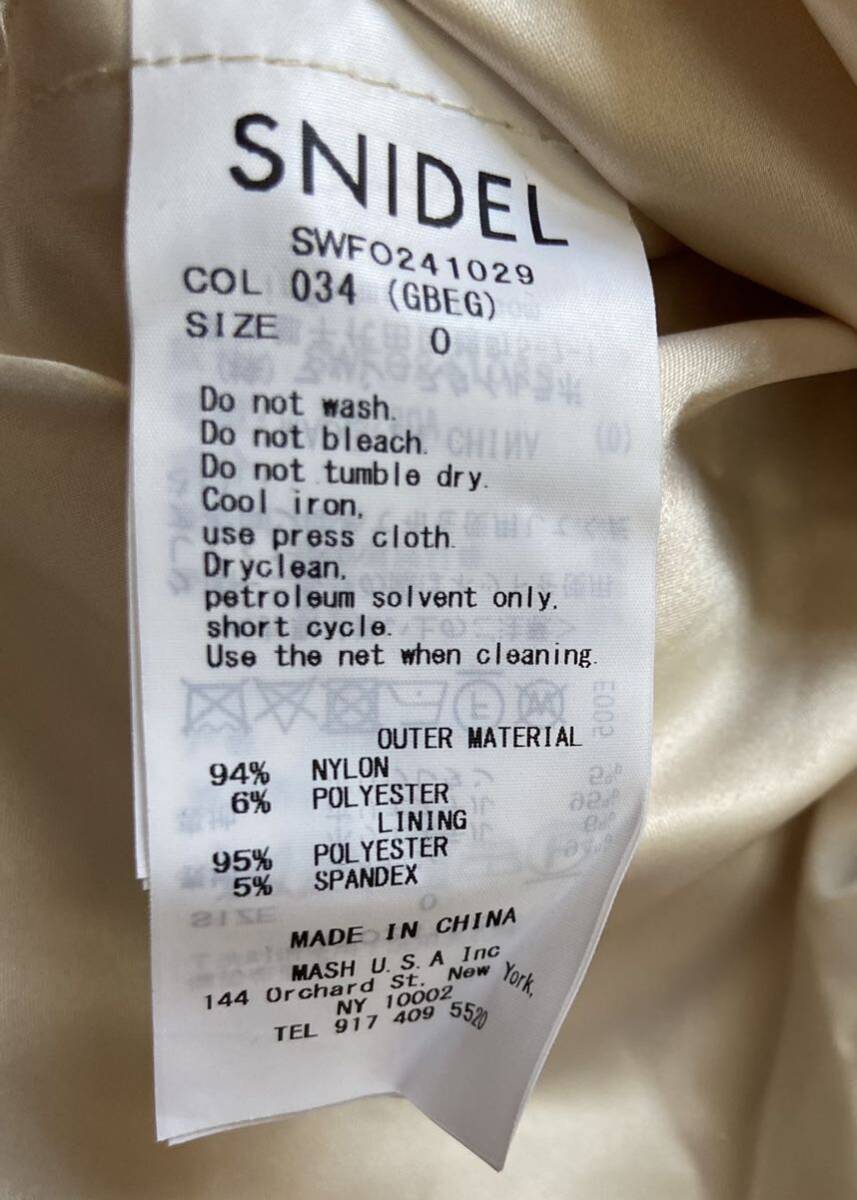 SNIDEL
SWFO241029
COL 034 (GBEG)
SIZE 0
Do not wash.
Do not bleach.
Do not tumble dry.
Cool iron,
use press cloth.
Dryclean,
petroleum solvent only,
short cycle.
Use the net when cleaning.
OUTER MATERIAL
94% NYLON
6% POLYESTER
LINING
95% POLYESTER
5% SPANDEX
MADE IN CHINA
MASH U.S.A Inc
144 Orchard St. New York,
NY 10002
TEL 917 409 5520